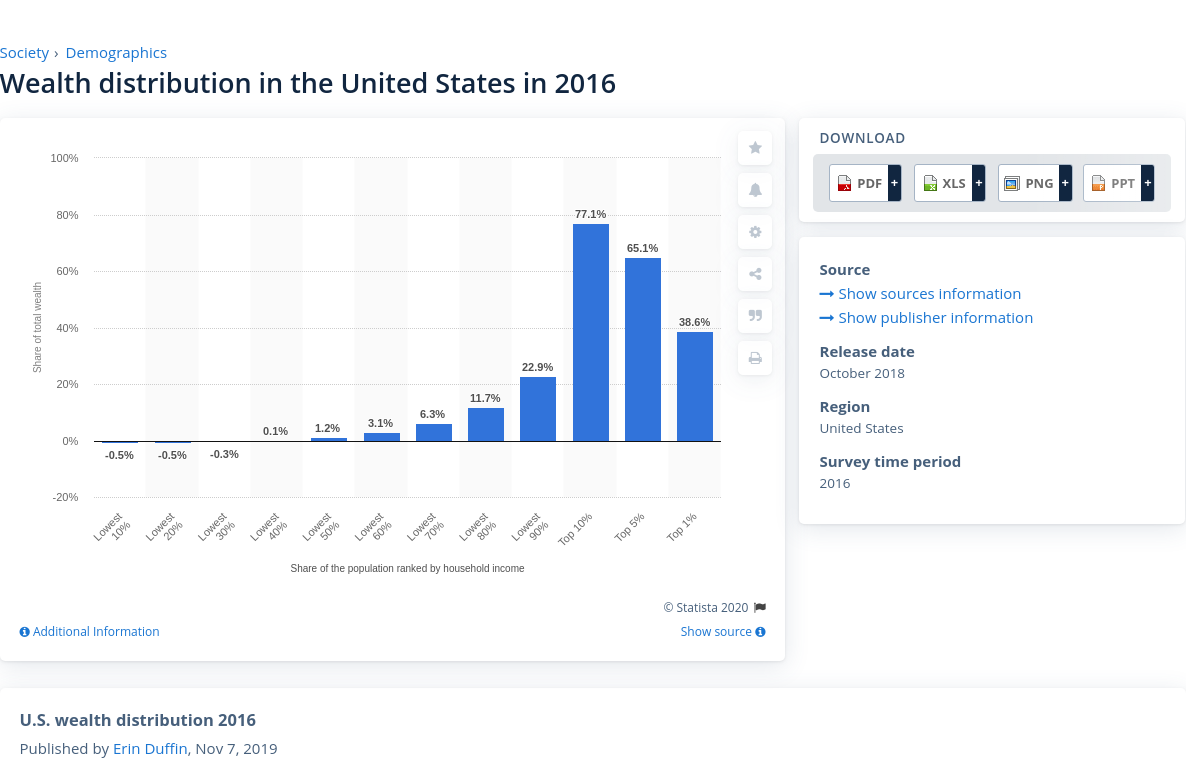 Society › Demographics
Wealth distribution in the United States in 2016
100%
80%
60%
40%
20%
0%
-20%
Share of total wealth
-0.5%
-0.5%
-0.3%
0.1%
1.2%
3.1%
6.3%
11.7%
22.9%
77.1%
65.1%
38.6%
Lowest
10%
Lowest
20%
Lowest
30%
Lowest
40%
Lowest
50%
Lowest
60%
Lowest
70%
Lowest
80%
Lowest
90%
Top 10%
Top 5%
Top 1%
Share of the population ranked by household income
© Statista 2020
Additional Information
Show source
DOWNLOAD
PDF + XLS + PNG + PPT +
Source
Show sources information
Show publisher information
Release date
October 2018
Region
United States
Survey time period
2016
U.S. wealth distribution 2016
Published by Erin Duffin, Nov 7, 2019